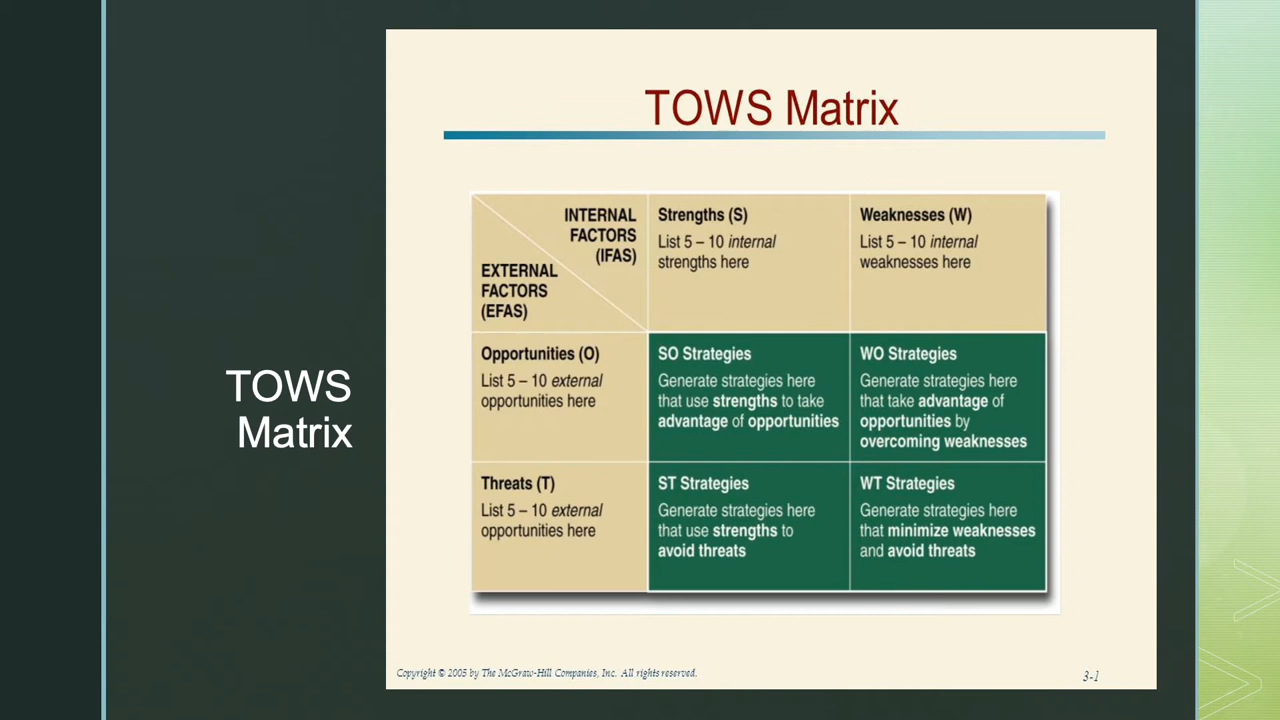 TOWS
Matrix
TOWS Matrix
INTERNAL
FACTORS
(IFAS)
EXTERNAL
FACTORS
(EFAS)
Strengths (S)
List 5 – 10 internal
strengths here
Weaknesses (W)
List 5 – 10 internal
weaknesses here
Opportunities (O)
List 5 – 10 external
opportunities here
SO Strategies
Generate strategies here
that use strengths to take
advantage of opportunities
WO Strategies
Generate strategies here
that take advantage of
opportunities by
overcoming weaknesses
Threats (T)
List 5 – 10 external
opportunities here
ST Strategies
Generate strategies here
that use strengths to
avoid threats
WT Strategies
Generate strategies here
that minimize weaknesses
and avoid threats
Copyright © 2005 by The McGraw-Hill Companies, Inc. All rights reserved.
3-1